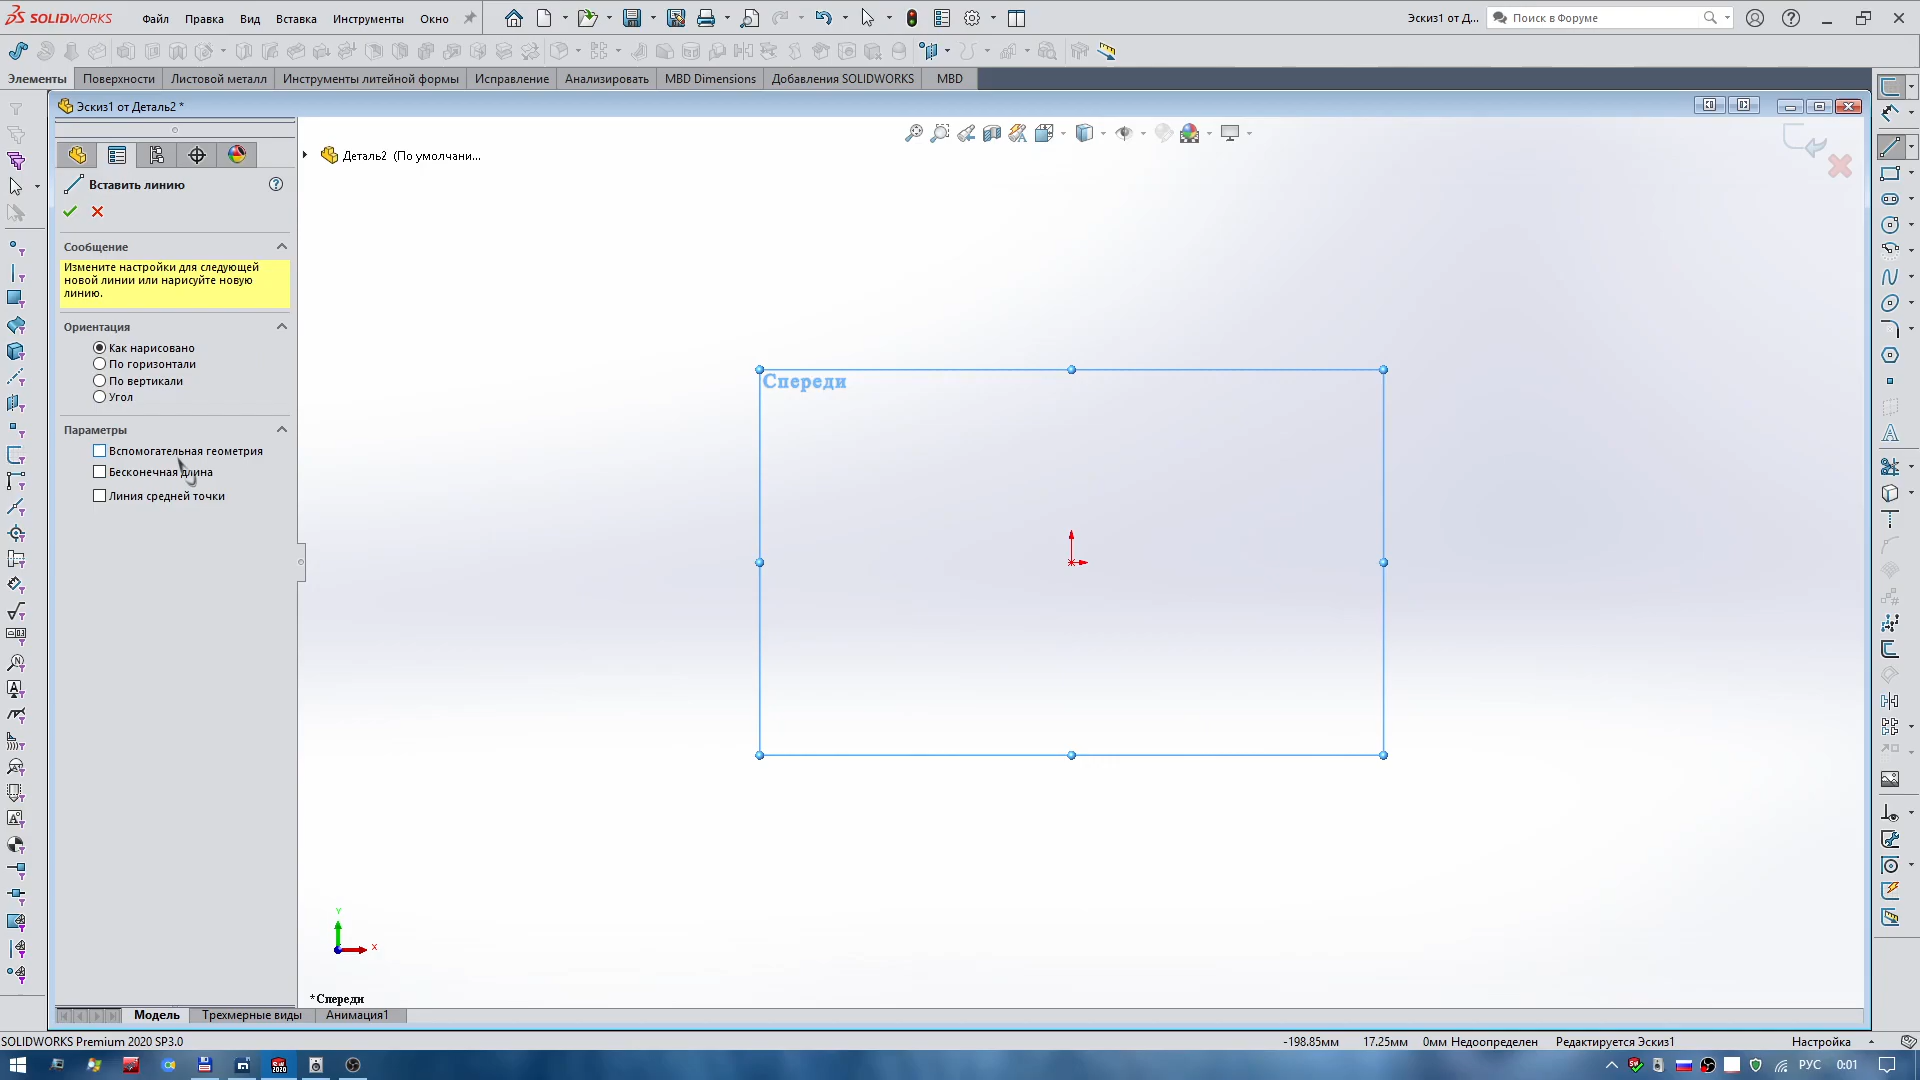 SOLIDWORKS
Файл
Правка
Вид
Вставка
Инструменты
Окно
Эскиз1 от Д...
Поиск в Форуме
Элементы
Поверхности
Листовой металл
Инструменты литейной формы
Исправление
Анализировать
MBD Dimensions
Добавления SOLIDWORKS
MBD
Эскиз1 от Деталь2 *
Деталь2 (По умолчани...
Вставить линию
Сообщение
Измените настройки для следующей
новой линии или нарисуйте новую
линию.
Ориентация
Как нарисовано
По горизонтали
По вертикали
Угол
Параметры
Вспомогательная геометрия
Бесконечная длина
Линия средней точки
Спереди
Y
X
*Спереди
Модель
Трехмерные виды
Анимация1
SOLIDWORKS Premium 2020 SP3.0
-198.85мм
17.25мм
0мм Недоопределен
Редактируется Эскиз1
Настройка
РУС
0:01